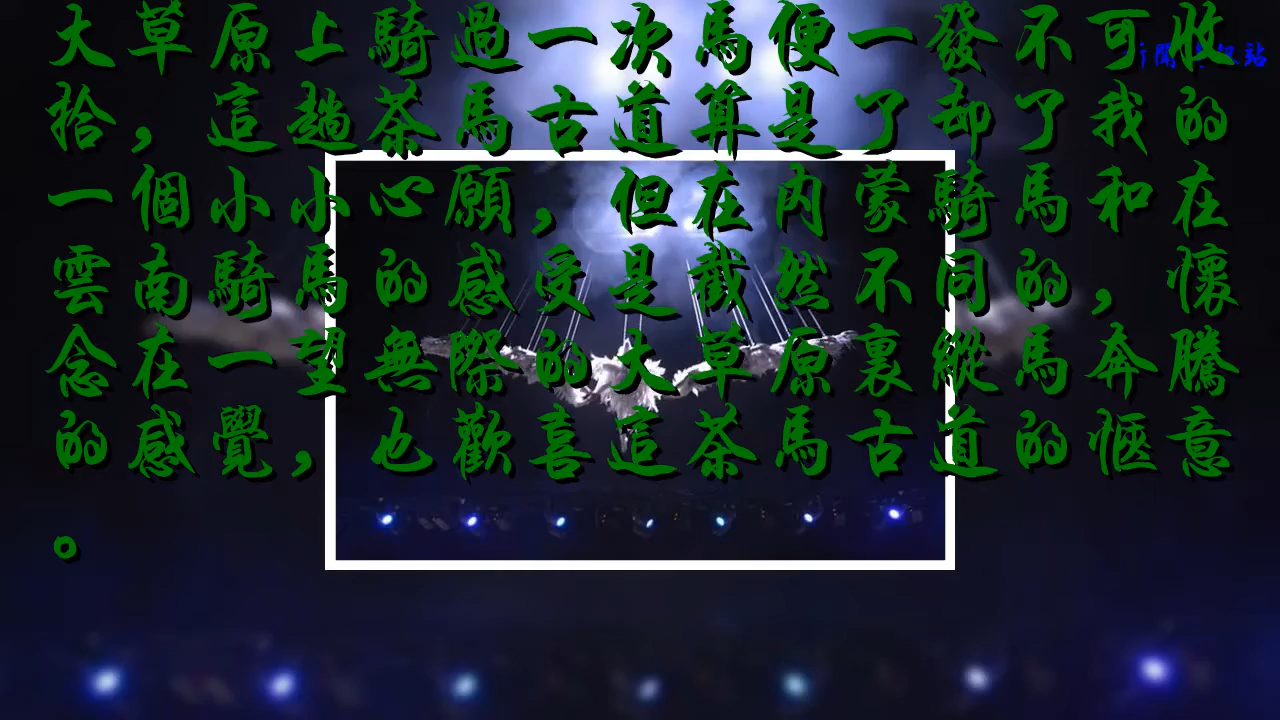 大草原上騎過一次馬便一發不可收
拾，這趟茶馬古道算是了却了我的
一個小小心願，但在内蒙騎馬和在
雲南騎馬的感受是截然不同的，懷
念在一望無際的大草原裏縱馬奔騰
的感覺，也歡喜這茶馬古道的愜意
。